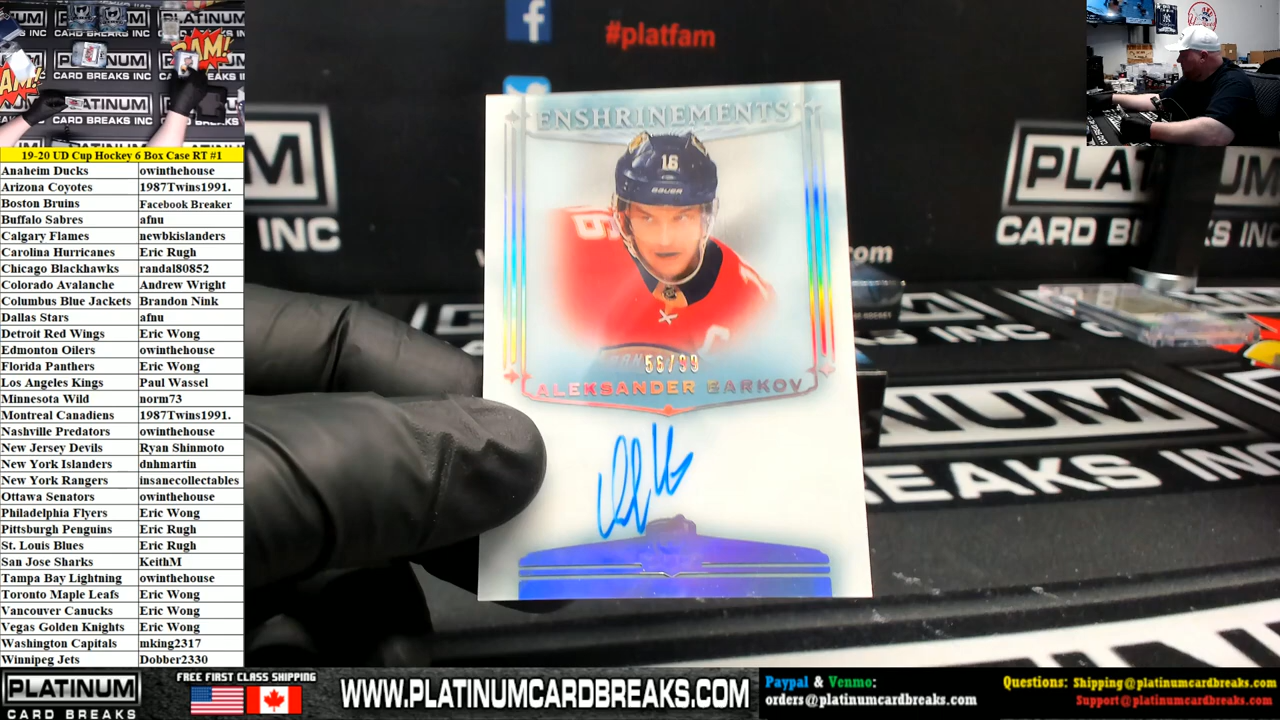 PLATINUM
CARD BREAKS INC
BAM!
19-20 UD Cup Hockey 6 Box Case RT #1
Anaheim Ducks owinthehouse
Arizona Coyotes 1987Twins1991.
Boston Bruins Facebook Breaker
Buffalo Sabres afnu
Calgary Flames newbkislanders
Carolina Hurricanes Eric Rugh
Chicago Blackhawks randal80852
Colorado Avalanche Andrew Wright
Columbus Blue Jackets Brandon Nink
Dallas Stars afnu
Detroit Red Wings Eric Wong
Edmonton Oilers owinthehouse
Florida Panthers Eric Wong
Los Angeles Kings Paul Wassel
Minnesota Wild norm73
Montreal Canadiens 1987Twins1991.
Nashville Predators owinthehouse
New Jersey Devils Ryan Shinmoto
New York Islanders dnhmartin
New York Rangers insanecollectables
Ottawa Senators owinthehouse
Philadelphia Flyers Eric Wong
Pittsburgh Penguins Eric Rugh
St. Louis Blues Eric Rugh
San Jose Sharks KeithM
Tampa Bay Lightning owinthehouse
Toronto Maple Leafs Eric Wong
Vancouver Canucks Eric Wong
Vegas Golden Knights Eric Wong
Washington Capitals mking2317
Winnipeg Jets Dobber2330
#platfam
ENSHRINEMENTS
16
BAUER
16
56/99
ALEKSANDER BARKOV
PLATINUM
CARD BREAKS
FREE FIRST CLASS SHIPPING
WWW.PLATINUMCARDBREAKS.COM
Paypal & Venmo:
orders@platinumcardbreaks.com
Questions: Shipping@platinumcardbreaks.com
Support@platinumcardbreaks.com